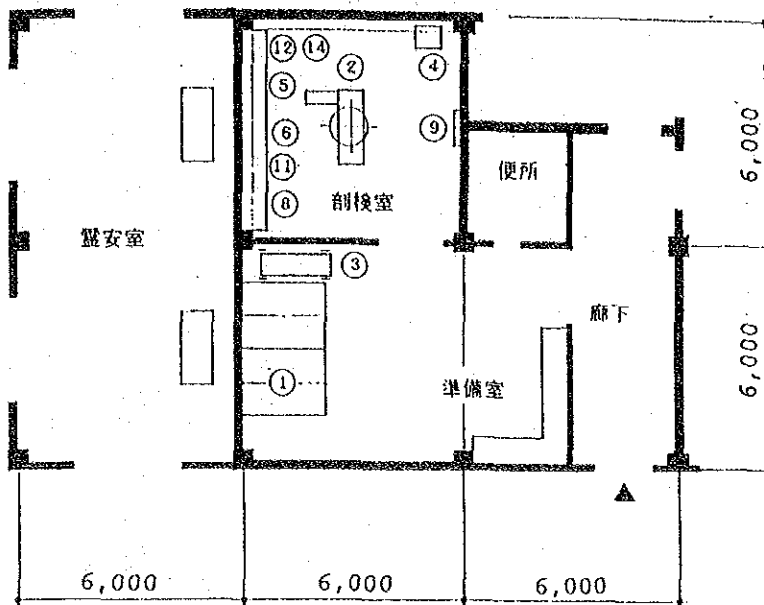 ⑫ ⑭
②
④
⑤
⑥
⑨
⑪
⑧
便所
剖検室
霊安室
③
廊下
①
準備室
6,000
6,000
6,000 6,000 6,000